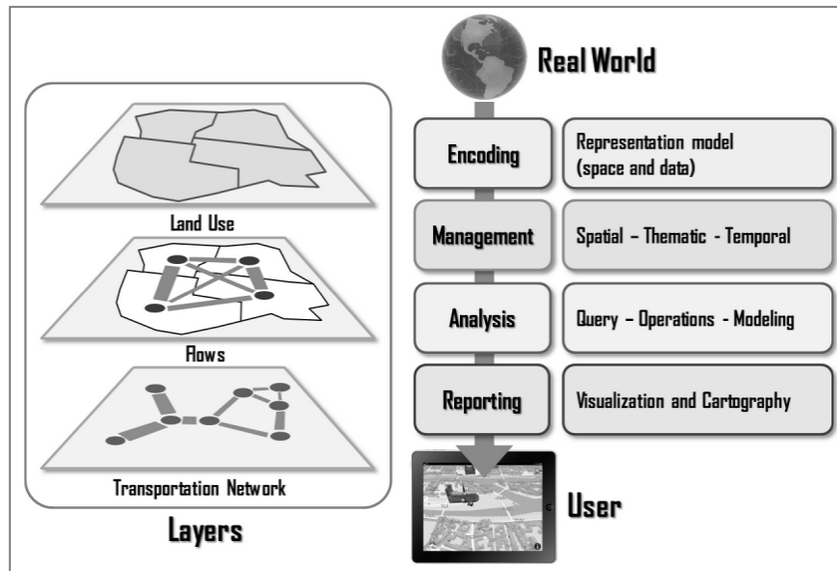 Real World
Encoding
Representation model
(space and data)
Land Use
Management
Spatial – Thematic - Temporal
Analysis
Query – Operations - Modeling
Flows
Reporting
Visualization and Cartography
Transportation Network
Layers
User